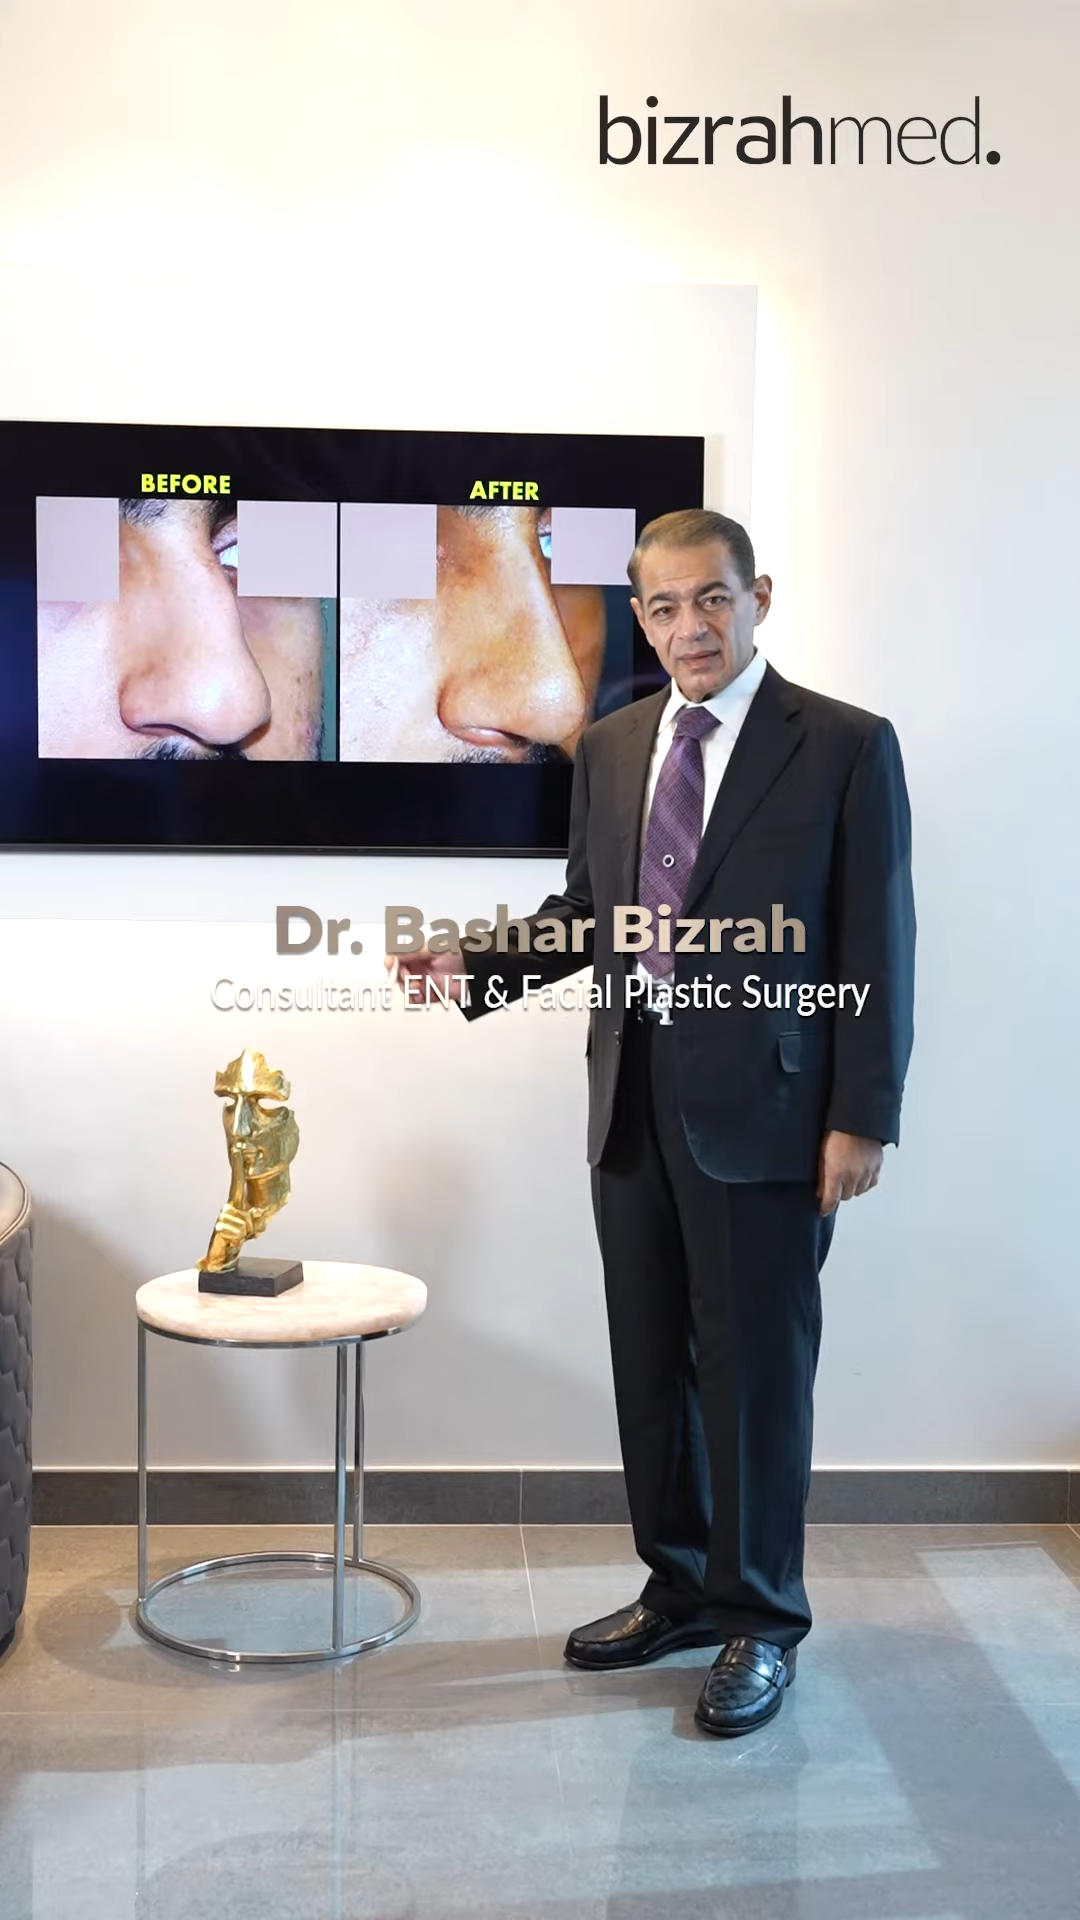 bizrahmed.
BEFORE
AFTER
Dr. Bashar Bizrah
Consultant ENT & Facial Plastic Surgery